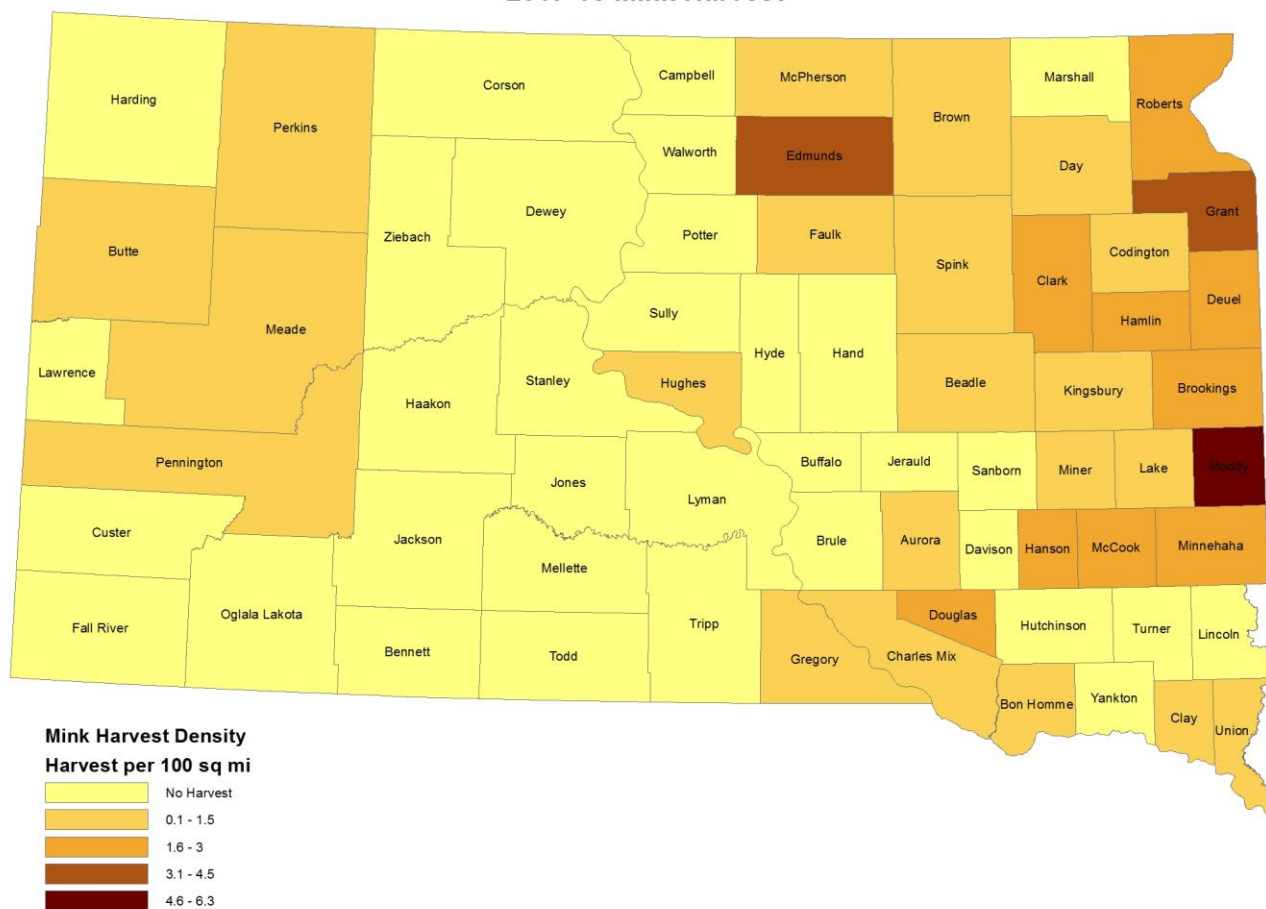 Harding
Perkins
Corson
Campbell
McPherson
Brown
Marshall
Roberts
Walworth
Edmunds
Day
Grant
Butte
Ziebach
Dewey
Potter
Faulk
Spink
Clark
Codington
Hamlin
Deuel
Lawrence
Meade
Sully
Hyde
Hand
Haakon
Stanley
Hughes
Beadle
Kingsbury
Brookings
Pennington
Jones
Lyman
Buffalo
Jerauld
Sanborn
Miner
Lake
Moody
Custer
Jackson
Mellette
Brule
Aurora
Davison
Hanson
McCook
Minnehaha
Fall River
Oglala Lakota
Bennett
Todd
Tripp
Gregory
Charles Mix
Douglas
Hutchinson
Turner
Lincoln
Bon Homme
Yankton
Clay
Union
Mink Harvest Density
Harvest per 100 sq mi
No Harvest
0.1 - 1.5
1.6 - 3
3.1 - 4.5
4.6 - 6.3